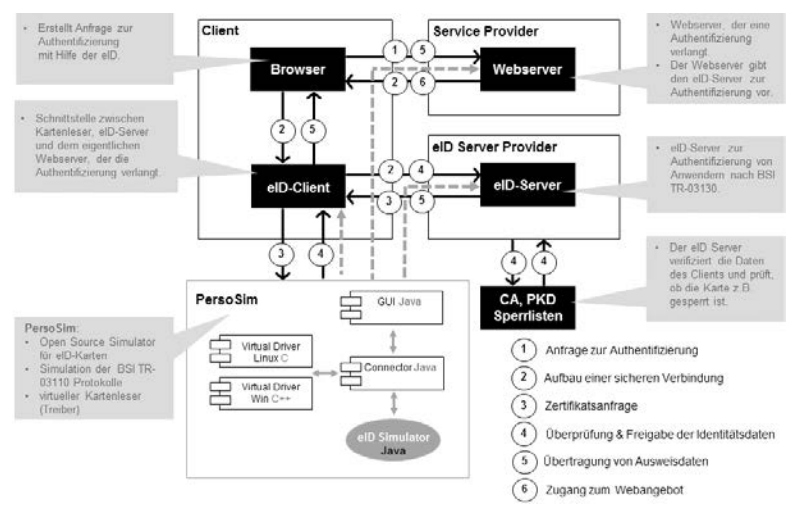 • Erstellt Anfrage zur
Authentifizierung
mit Hilfe der eID.
• Schnittstelle zwischen
Kartenleser, eID-Server
und dem eigentlichen
Webserver, der die
Authentifizierung verlangt.
PersoSim:
• Open Source Simulator
für eID-Karten
• Simulation der BSI TR-
03110 Protokolle
• virtueller Kartenleser
(Treiber)
Client
Browser
2
5
eID-Client
3
4
1
5
2
6
2
4
3
5
Service Provider
Webserver
eID Server Provider
eID-Server
4
4
CA, PKD
Sperrlisten
PersoSim
GUI Java
Virtual Driver
Linux C
Virtual Driver
Win C++
Connector Java
eID Simulator
Java
• Webserver, der eine
Authentifizierung
verlangt.
• Der Webserver gibt
den eID-Server zur
Authentifizierung vor.
• eID-Server zur
Authentifizierung von
Anwendern nach BSI
TR-03130.
• Der eID Server
verifiziert die Daten
des Clients und prüft,
ob die Karte z.B
gesperrt ist.
1 Anfrage zur Authentifizierung
2 Aufbau einer sicheren Verbindung
3 Zertifikatsanfrage
4 Überprüfung & Freigabe der Identitätsdaten
5 Übertragung von Ausweisdaten
6 Zugang zum Webangebot